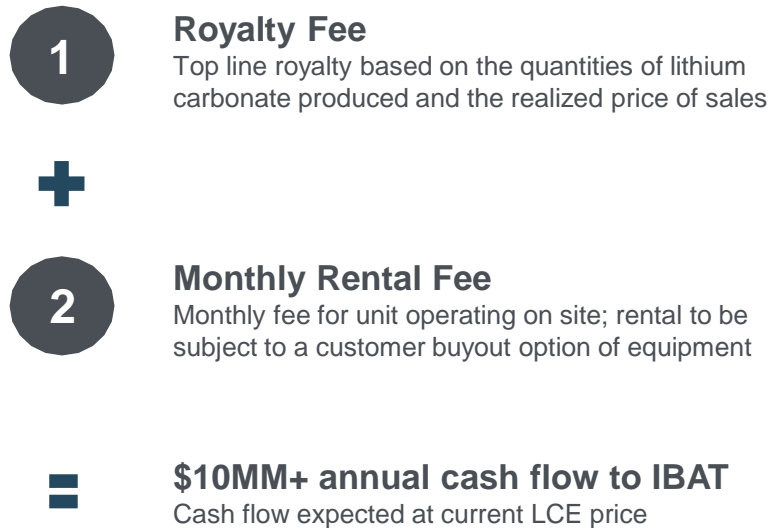 1
Royalty Fee
Top line royalty based on the quantities of lithium
carbonate produced and the realized price of sales
+
2
Monthly Rental Fee
Monthly fee for unit operating on site; rental to be
subject to a customer buyout option of equipment
=
$10MM+ annual cash flow to IBAT
Cash flow expected at current LCE price